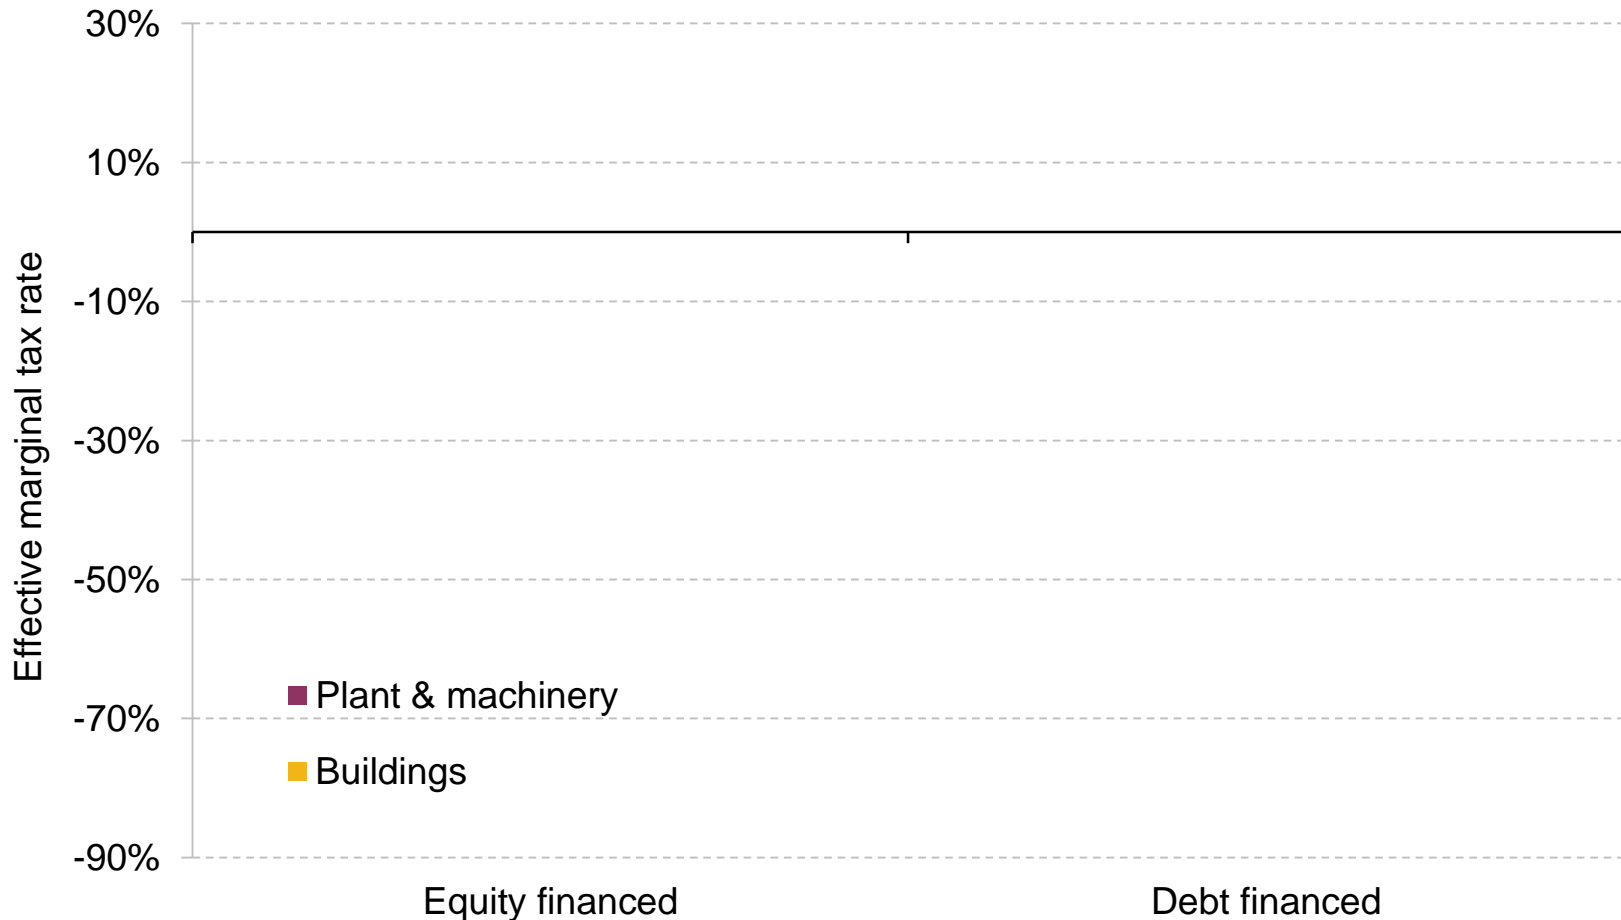 30%
10%
-10%
-30%
-50%
-70%
-90%
Effective marginal tax rate
Plant & machinery
Buildings
Equity financed
Debt financed